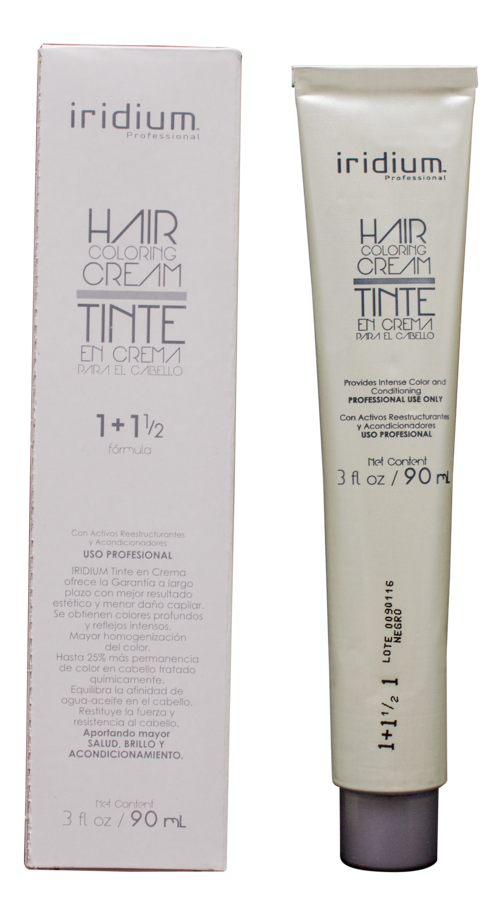 iridium™
Professional
HAIR
COLORING
CREAM
TINTE
EN CREMA
PARA EL CABELLO
1+1 1/2
fórmula
Con Activos Reestructurantes
y Acondicionadores
USO PROFESIONAL
IRIDIUM Tinte en Crema
ofrece la Garantía a largo
plazo con mejor resultado
estético y menor daño capilar.
Se obtienen colores profundos
y reflejos intensos.
Mayor homogenización
del color.
Hasta 25% más permanencia
de color en cabello tratado
químicamente.
Equilibra la afinidad de
agua-aceite en el cabello.
Restituye la fuerza y
resistencia al cabello.
Aportando mayor
SALUD, BRILLO Y
ACONDICIONAMIENTO.
Net Content
3 fl oz / 90 mL
iridium™
Professional
HAIR
COLORING
CREAM
TINTE
EN CREMA
PARA EL CABELLO
Provides Intense Color and
Conditioning
PROFESSIONAL USE ONLY
Con Activos Reestructurantes
y Acondicionadores
USO PROFESIONAL
Net Content
3 fl oz / 90 mL
1+1 1/2 1 LOTE 0090116
NEGRO